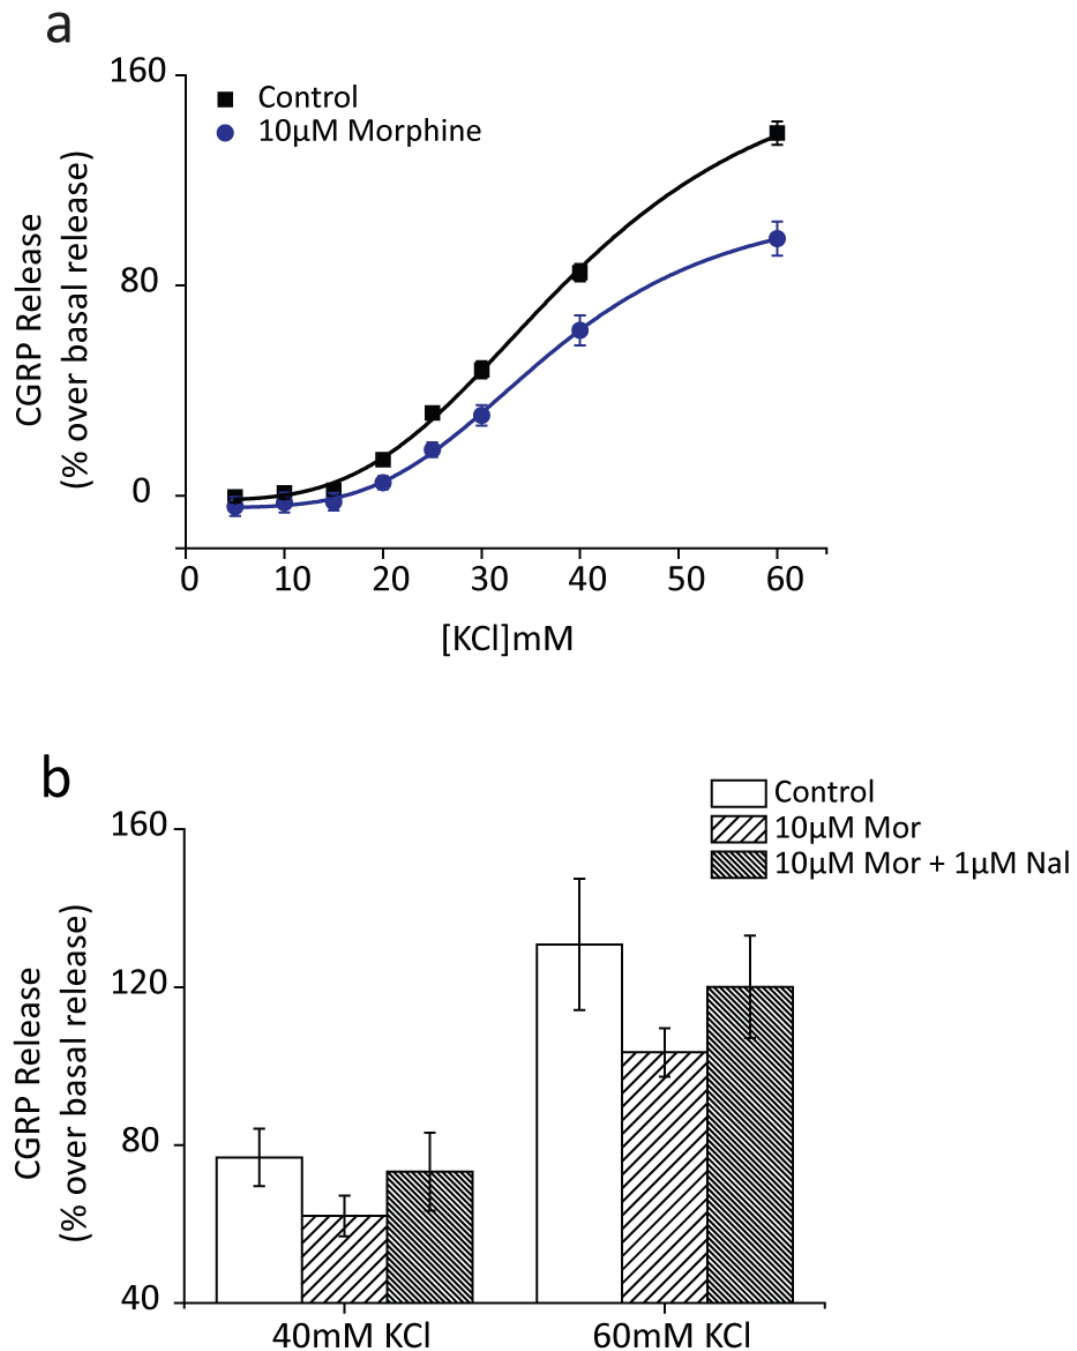 a
160
Control
10µM Morphine
CGRP Release
(% over basal release)
80
0
0 10 20 30 40 50 60
[KCl]mM
b
Control
10µM Mor
10µM Mor + 1µM Nal
160
CGRP Release
(% over basal release)
120
80
40
40mM KCl 60mM KCl